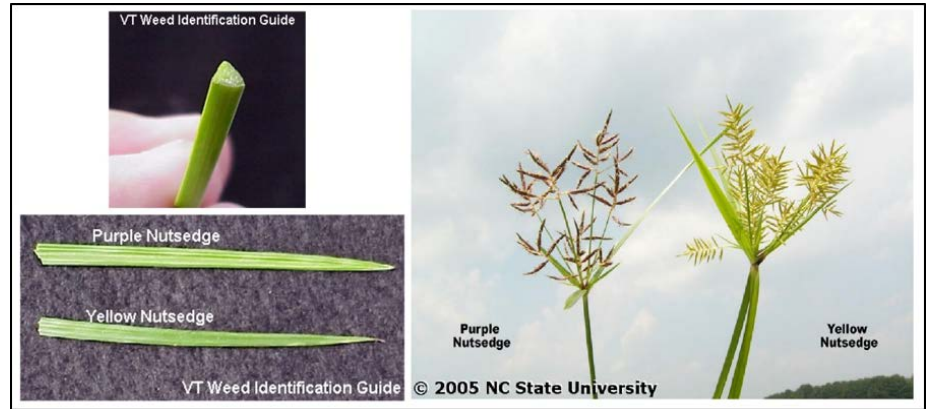 VT Weed Identification Guide
Purple Nutsedge
Yellow Nutsedge
VT Weed Identification Guide
Purple
Nutsedge
Yellow
Nutsedge
© 2005 NC State University